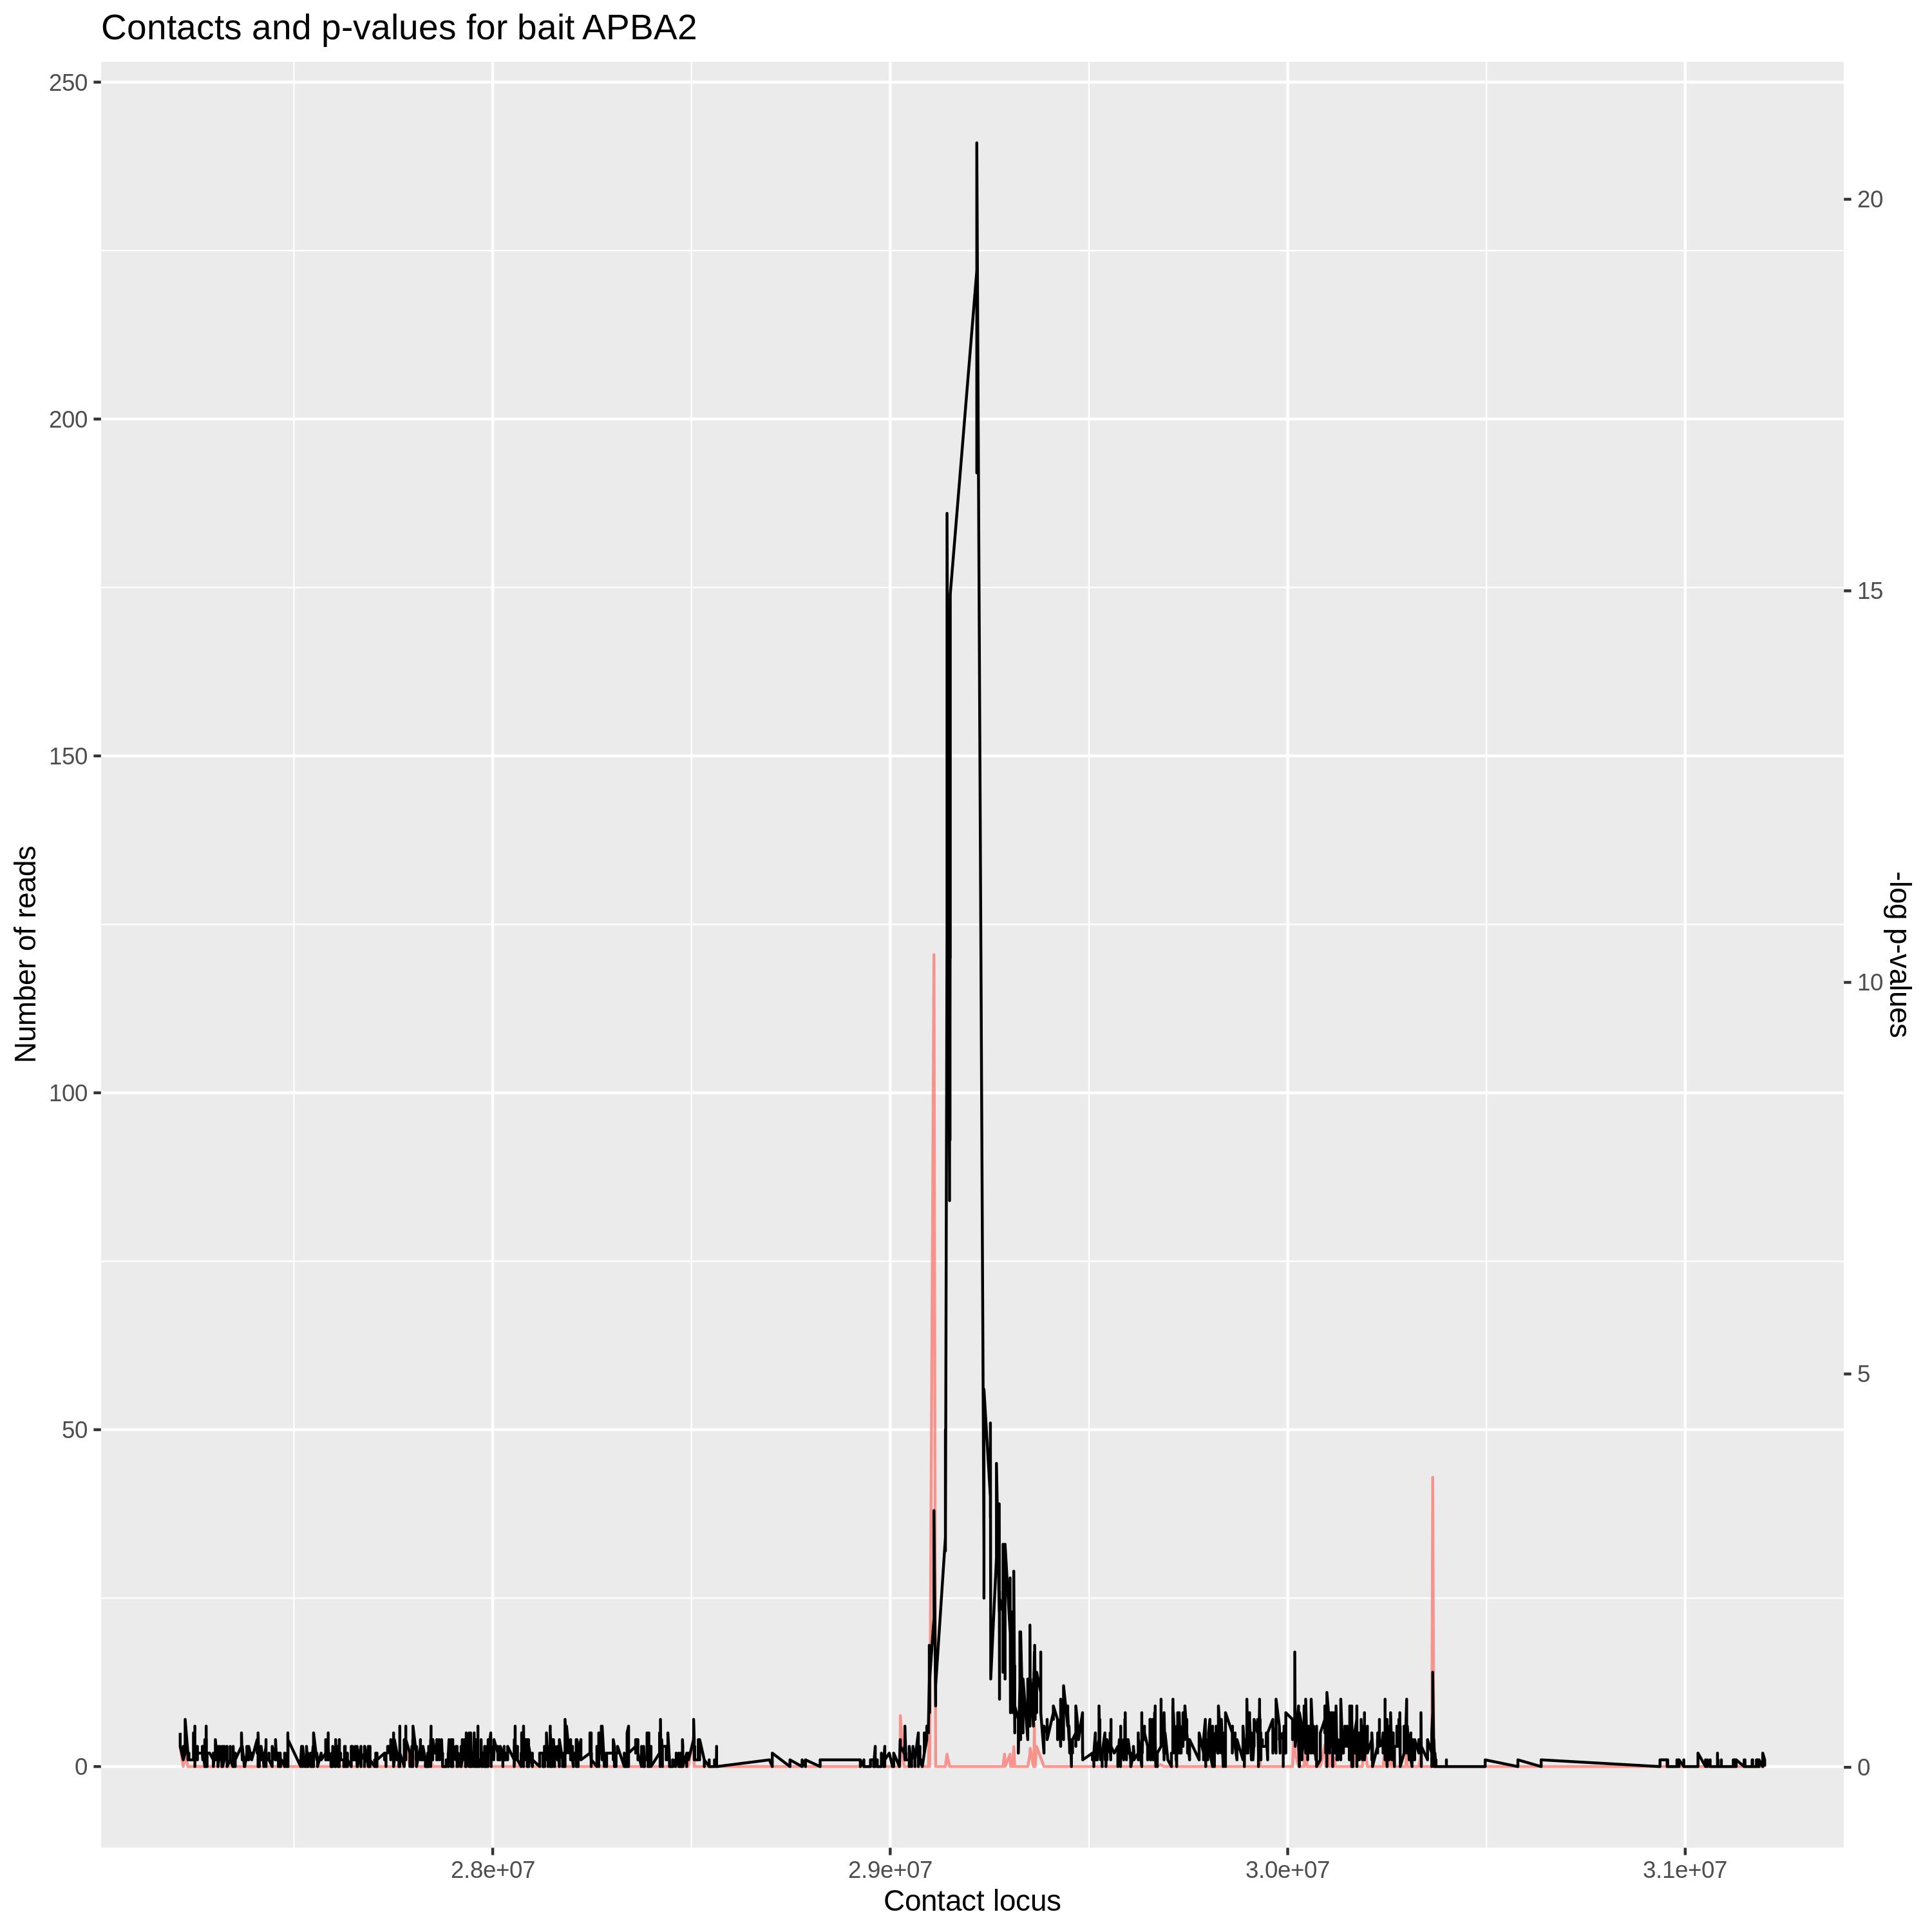 Contacts and p-values for bait APBA2
250
200
150
100
50
0
Number of reads
20
15
10
5
0
-log p-values
2.8e+07
2.9e+07
3.0e+07
3.1e+07
Contact locus